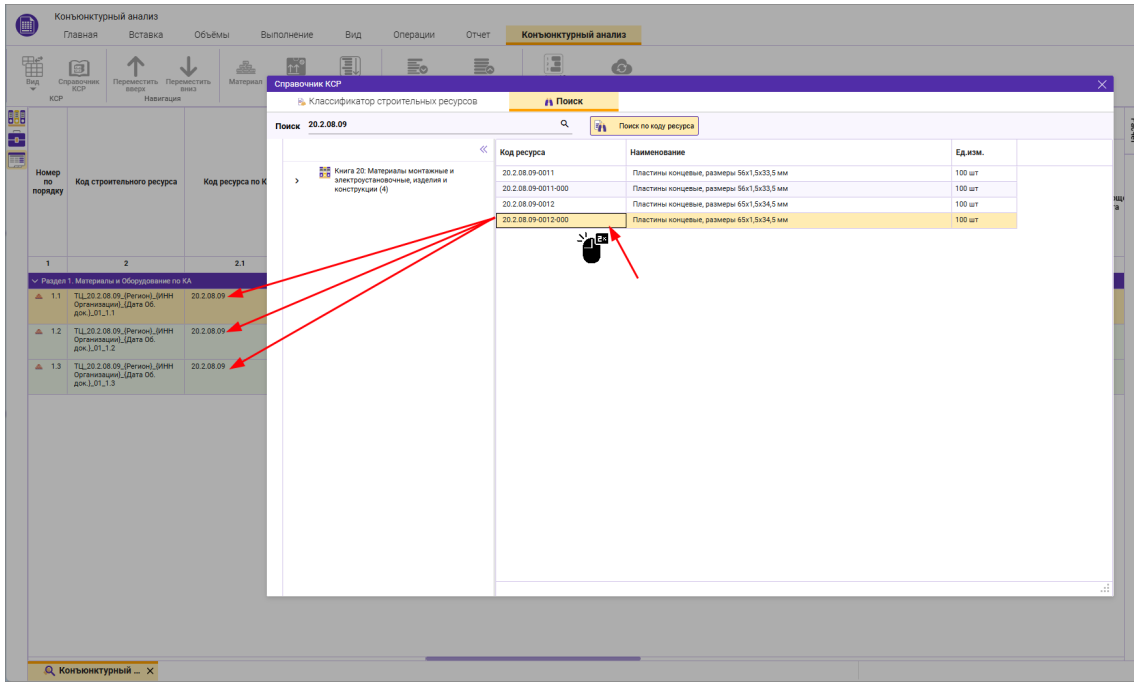 Конъюнктурный анализ
Главная Вставка Объёмы Выполнение Вид Операции Отчет Конъюнктурный анализ
Вид Справочник КСР Переместить вверх Переместить вниз Материал
КСР Навигация
Справочник КСР
Классификатор строительных ресурсов Поиск
Поиск 20.2.08.09 Поиск по коду ресурса
Код ресурса Наименование Ед.изм.
Книга 20: Материалы монтажные и
электроустановочные, изделия и
конструкции (4)
20.2.08.09-0011 Пластины концевые, размеры 56х1,5х33,5 мм 100 шт
20.2.08.09-0011-000 Пластины концевые, размеры 56х1,5х33,5 мм 100 шт
20.2.08.09-0012 Пластины концевые, размеры 65х1,5х34,5 мм 100 шт
20.2.08.09-0012-000 Пластины концевые, размеры 65х1,5х34,5 мм 100 шт
2×
Номер
по
порядку
Код строительного ресурса Код ресурса по К
1 2 2.1
Раздел 1. Материалы и Оборудование по КА
1.1 ТЦ_20.2.08.09_{Регион}_{ИНН 20.2.08.09
Организации}_{Дата Об.
док.}_01_1.1
1.2 ТЦ_20.2.08.09_{Регион}_{ИНН 20.2.08.09
Организации}_{Дата Об.
док.}_01_1.2
1.3 ТЦ_20.2.08.09_{Регион}_{ИНН 20.2.08.09
Организации}_{Дата Об.
док.}_01_1.3
Конъюнктурный ...